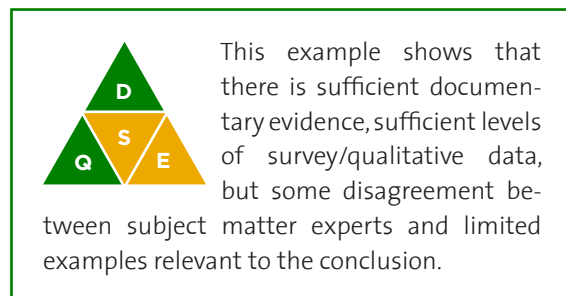 D
Q
S
E
This example shows that
there is sufficient documen-
tary evidence, sufficient levels
of survey/qualitative data,
but some disagreement be-
tween subject matter experts and limited
examples relevant to the conclusion.